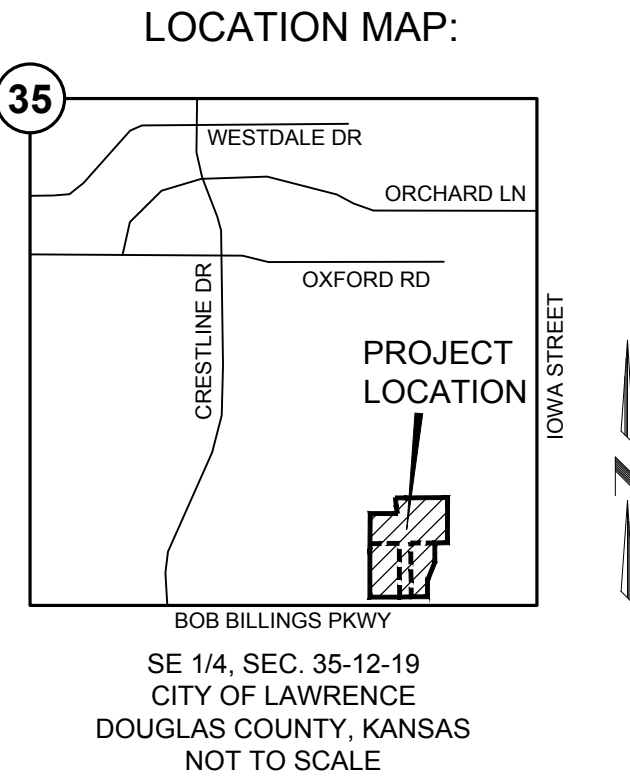 LOCATION MAP:
35
WESTDALE DR
ORCHARD LN
OXFORD RD
CRESTLINE DR
PROJECT
LOCATION
IOWA STREET
BOB BILLINGS PKWY
SE 1/4, SEC. 35-12-19
CITY OF LAWRENCE
DOUGLAS COUNTY, KANSAS
NOT TO SCALE